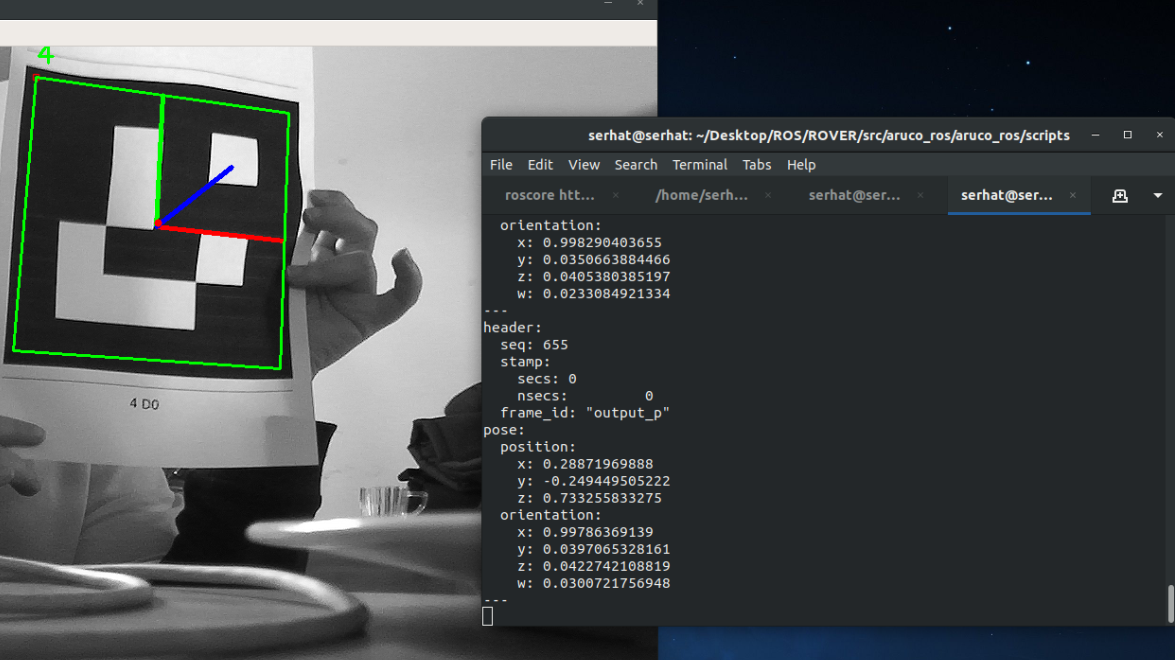 4
4 D0
serhat@serhat: ~/Desktop/ROS/ROVER/src/aruco_ros/aruco_ros/scripts
File Edit View Search Terminal Tabs Help
roscore htt... /home/serh... serhat@ser... serhat@ser...
orientation:
x: 0.998290403655
y: 0.0350663884466
z: 0.0405380385197
w: 0.0233084921334
---
header:
seq: 655
stamp:
secs: 0
nsecs: 0
frame_id: "output_p"
pose:
position:
x: 0.28871969888
y: -0.249449505222
z: 0.733255833275
orientation:
x: 0.99786369139
y: 0.0397065328161
z: 0.0422742108819
w: 0.0300721756948
---